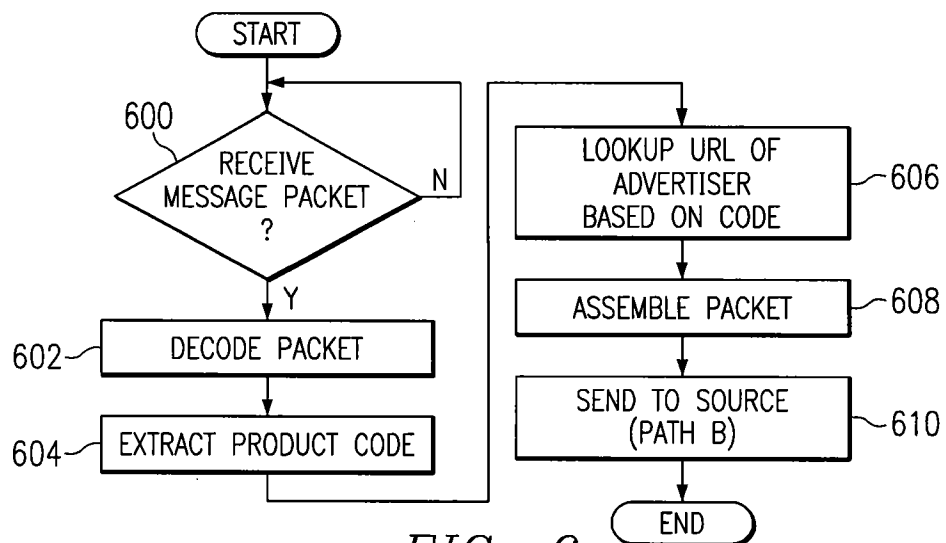 START
600
RECEIVE
MESSAGE PACKET
?
N
Y
602
DECODE PACKET
604
EXTRACT PRODUCT CODE
LOOKUP URL OF
ADVERTISER
BASED ON CODE
606
ASSEMBLE PACKET
608
SEND TO SOURCE
(PATH B)
610
END
FIG.